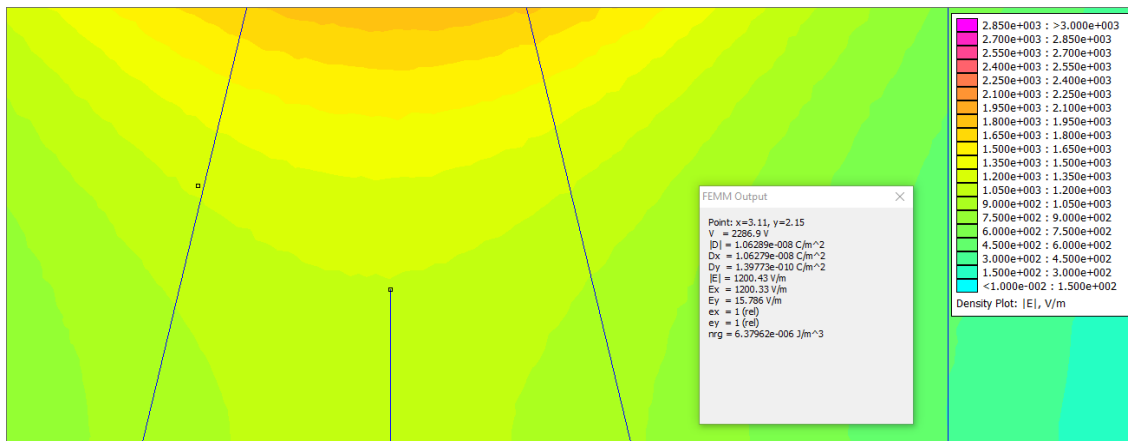 2.850e+003 : >3.000e+003
2.700e+003 : 2.850e+003
2.550e+003 : 2.700e+003
2.400e+003 : 2.550e+003
2.250e+003 : 2.400e+003
2.100e+003 : 2.250e+003
1.950e+003 : 2.100e+003
1.800e+003 : 1.950e+003
1.650e+003 : 1.800e+003
1.500e+003 : 1.650e+003
1.350e+003 : 1.500e+003
1.200e+003 : 1.350e+003
1.050e+003 : 1.200e+003
9.000e+002 : 1.050e+003
7.500e+002 : 9.000e+002
6.000e+002 : 7.500e+002
4.500e+002 : 6.000e+002
3.000e+002 : 4.500e+002
1.500e+002 : 3.000e+002
<1.000e-002 : 1.500e+002
Density Plot: |E|, V/m
FEMM Output
Point: x=3.11, y=2.15
V = 2286.9 V
|D| = 1.06289e-008 C/m^2
Dx = 1.06279e-008 C/m^2
Dy = 1.39773e-010 C/m^2
|E| = 1200.43 V/m
Ex = 1200.33 V/m
Ey = 15.786 V/m
ex = 1 (rel)
ey = 1 (rel)
nrg = 6.37962e-006 J/m^3